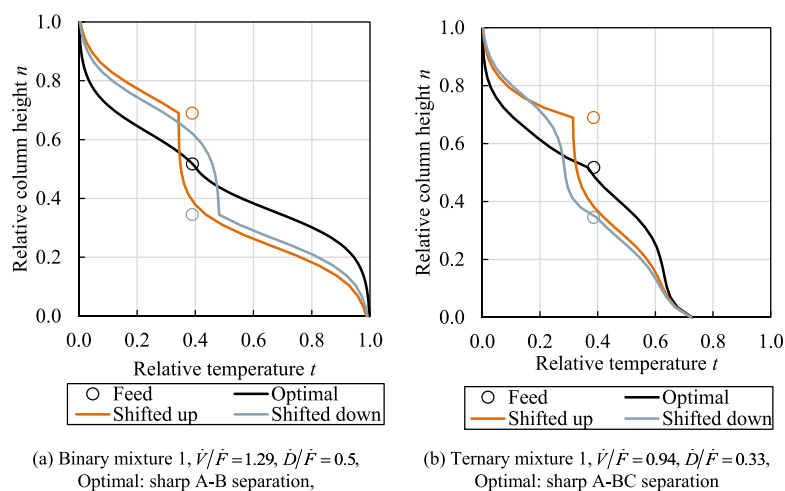 1.0
0.8
0.6
0.4
0.2
0.0
Relative column height n
0.0 0.2 0.4 0.6 0.8 1.0
Relative temperature t
Feed Optimal
Shifted up Shifted down
(a) Binary mixture 1, V̇/Ḟ = 1.29, Ḋ/Ḟ = 0.5,
Optimal: sharp A-B separation,
1.0
0.8
0.6
0.4
0.2
0.0
Relative column height n
0.0 0.2 0.4 0.6 0.8 1.0
Relative temperature t
Feed Optimal
Shifted up Shifted down
(b) Ternary mixture 1, V̇/Ḟ = 0.94, Ḋ/Ḟ = 0.33,
Optimal: sharp A-BC separation